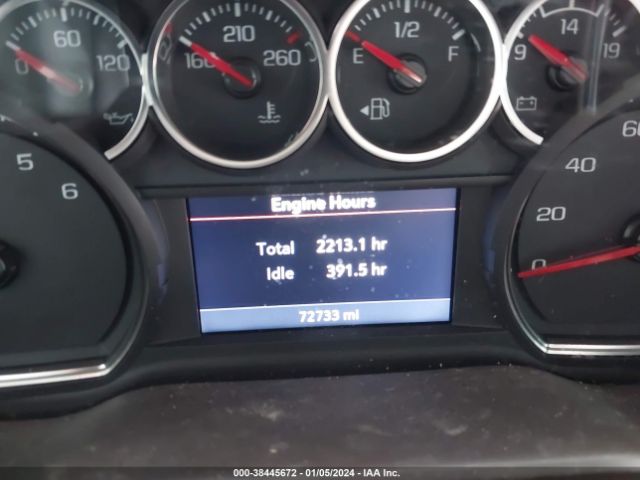 0 60 120
160 210 260
E 1/2 F
9 14 19
5
6
Engine Hours
Total 2213.1 hr
Idle 391.5 hr
72733 mi
60
40
20
0
000-38445672 - 01/05/2024 - IAA Inc.